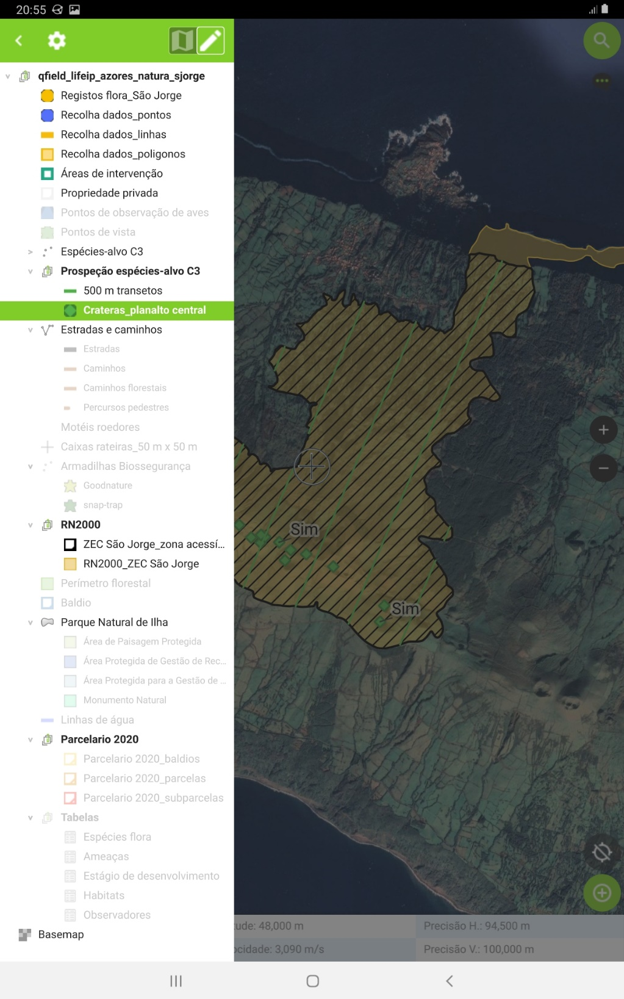 20:55
qfield_lifeip_azores_natura_sjorge
Registos flora_São Jorge
Recolha dados_pontos
Recolha dados_linhas
Recolha dados_poligonos
Áreas de intervenção
Propriedade privada
Pontos de observação de aves
Pontos de vista
Espécies-alvo C3
Prospeção espécies-alvo C3
500 m transetos
Crateras_planalto central
Estradas e caminhos
Estradas
Caminhos
Caminhos florestais
Percursos pedestres
Motéis roedores
Caixas rateiras_50 m x 50 m
Armadilhas Biossegurança
Goodnature
snap-trap
RN2000
ZEC São Jorge_zona acessí...
RN2000_ZEC São Jorge
Perímetro florestal
Baldio
Parque Natural de Ilha
Área de Paisagem Protegida
Área Protegida de Gestão de Rec...
Área Protegida para a Gestão de ...
Monumento Natural
Linhas de água
Parcelario 2020
Parcelario 2020_baldios
Parcelario 2020_parcelas
Parcelario 2020_subparcelas
Tabelas
Espécies flora
Ameaças
Estágio de desenvolvimento
Habitats
Observadores
Basemap
Sim
Sim
ude: 48,000 m
Precisão H.: 94,500 m
ocidade: 3,090 m/s
Precisão V.: 100,000 m